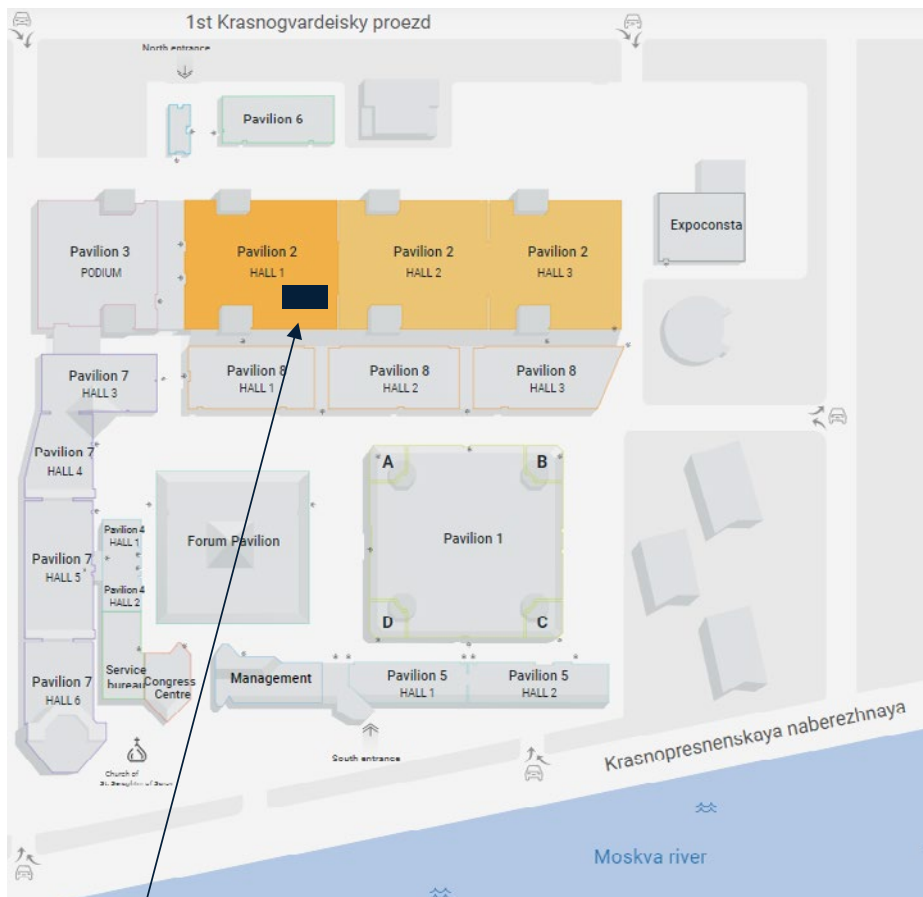 1st Krasnogvardeisky proezd
North entrance
Pavilion 6
Pavilion 3
PODIUM
Pavilion 2
HALL 1
Pavilion 2
HALL 2
Pavilion 2
HALL 3
Expoconsta
Pavilion 7
HALL 3
Pavilion 8
HALL 1
Pavilion 8
HALL 2
Pavilion 8
HALL 3
Pavilion 7
HALL 4
A
B
Pavilion 4
HALL 1
Forum Pavilion
Pavilion 1
Pavilion 7
HALL 5
Pavilion 4
HALL 2
D
C
Service
bureau
Congress
Centre
Management
Pavilion 5
HALL 1
Pavilion 5
HALL 2
Pavilion 7
HALL 6
South entrance
Krasnopresnenskaya naberezhnaya
Church of
Moskva river